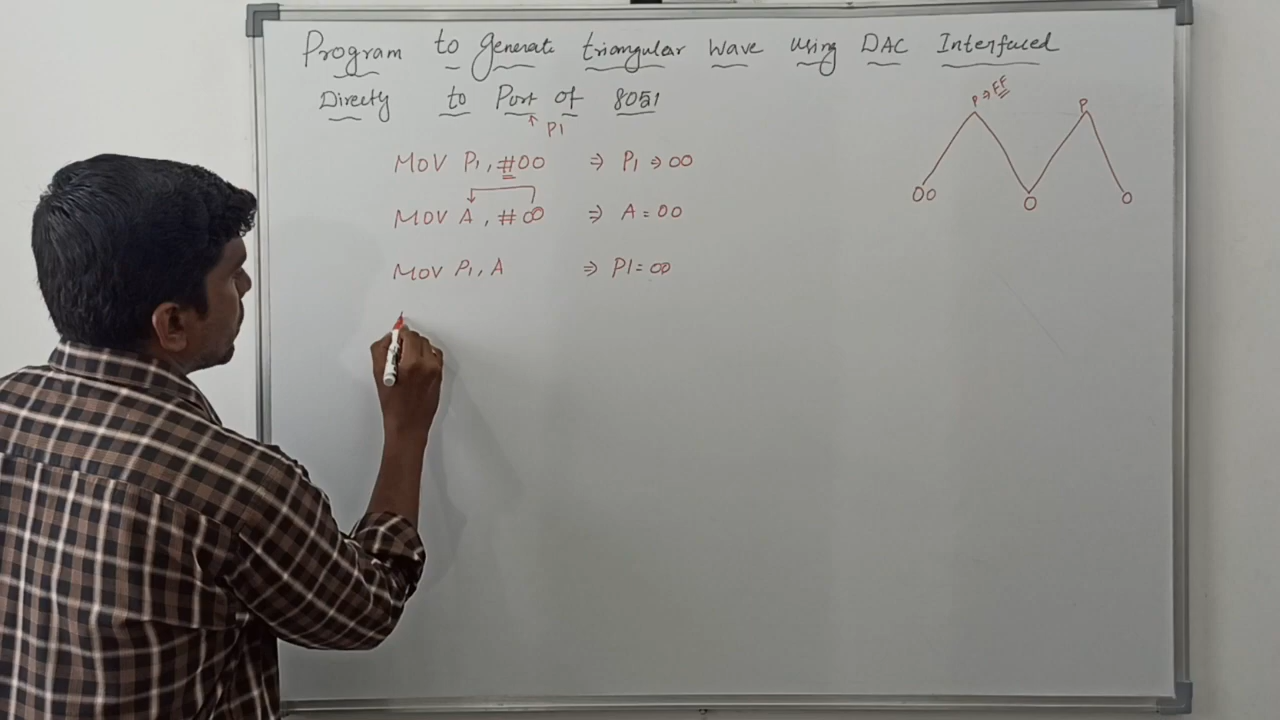 Program to Generate triangular Wave using DAC Interfaced
Directly to Port of 8051
P1
MOV P1, #00 ⇒ P1 → 00
MOV A, #00 ⇒ A = 00
MOV P1, A ⇒ P1 = 00
P → FF
P
00
0
0